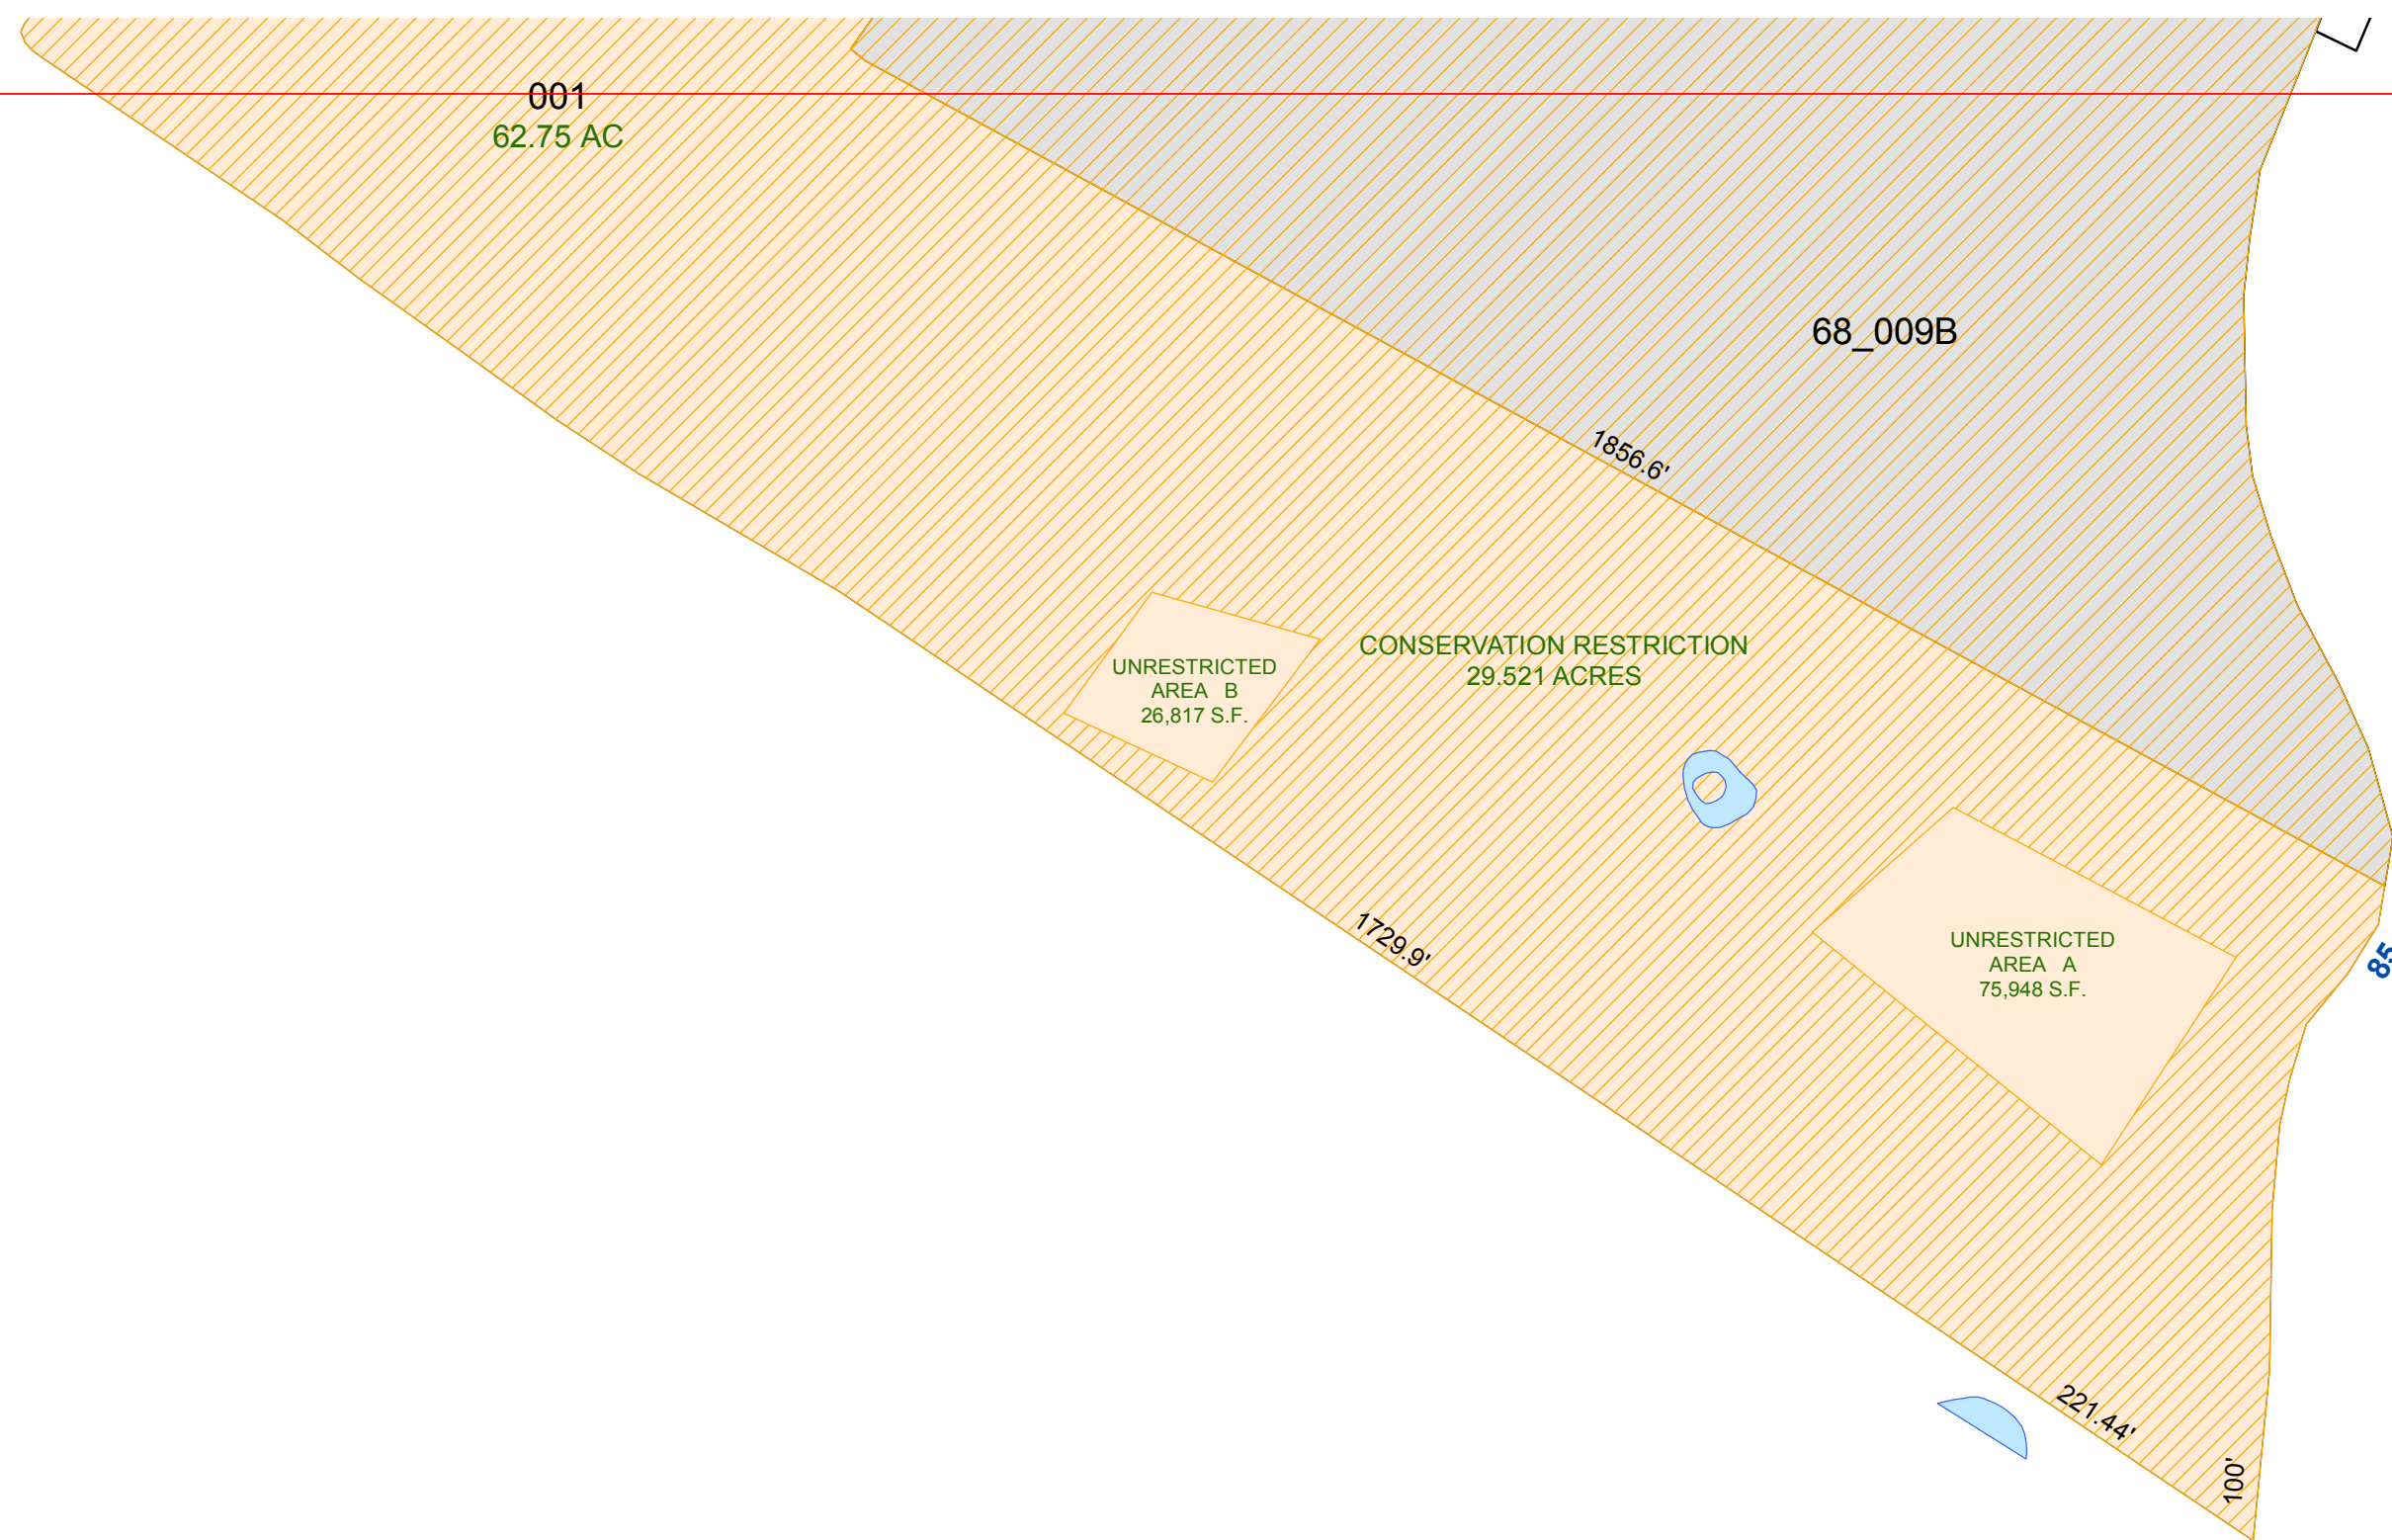 001
62.75 AC
68_009B
1856.6'
CONSERVATION RESTRICTION
29.521 ACRES
UNRESTRICTED
AREA B
26,817 S.F.
1729.9'
UNRESTRICTED
AREA A
75,948 S.F.
85
221.44'
100'